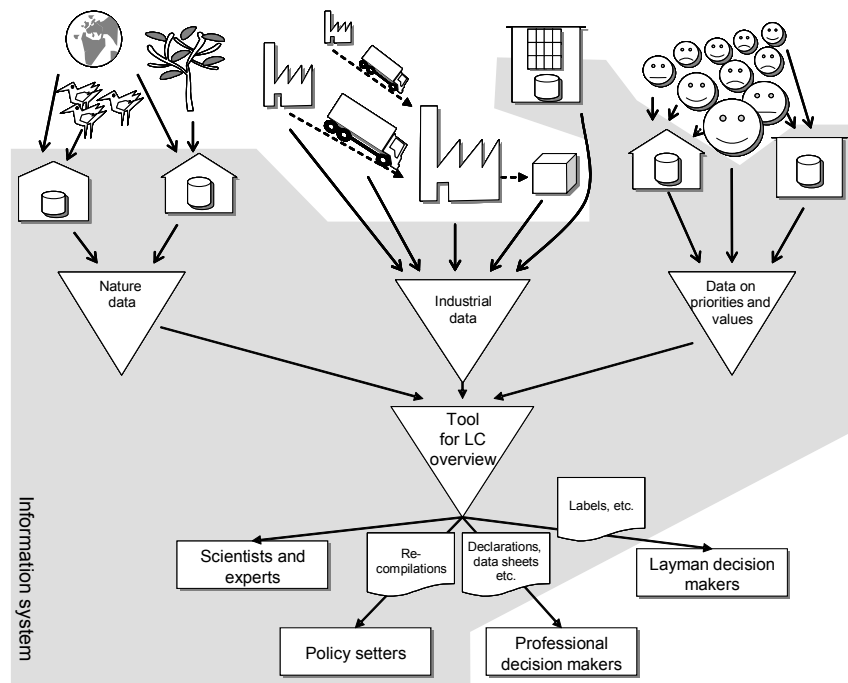 Nature
data
Industrial
data
Data on
priorities and
values
Tool
for LC
overview
Information system
Labels, etc.
Scientists and
experts
Re-
compilations
Declarations,
data sheets
etc.
Layman decision
makers
Policy setters
Professional
decision makers